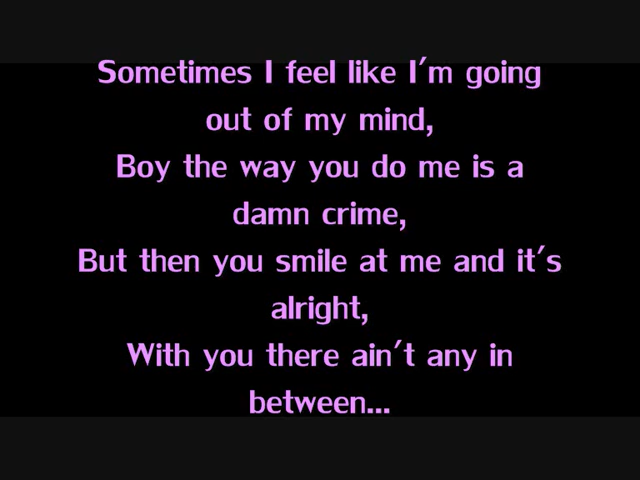 Sometimes I feel like I'm going
out of my mind,
Boy the way you do me is a
damn crime,
But then you smile at me and it's
alright,
With you there ain't any in
between...